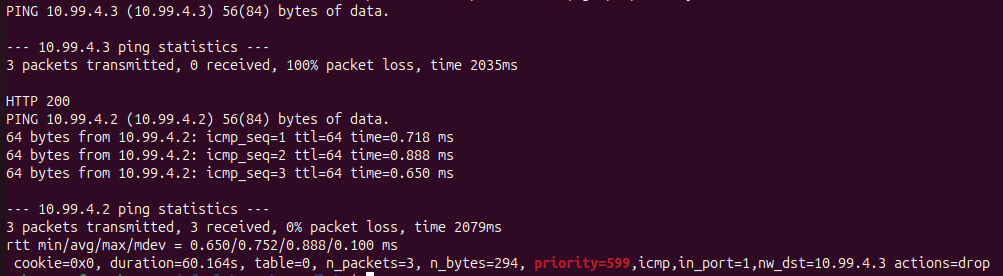 PING 10.99.4.3 (10.99.4.3) 56(84) bytes of data.
--- 10.99.4.3 ping statistics ---
3 packets transmitted, 0 received, 100% packet loss, time 2035ms
HTTP 200
PING 10.99.4.2 (10.99.4.2) 56(84) bytes of data.
64 bytes from 10.99.4.2: icmp_seq=1 ttl=64 time=0.718 ms
64 bytes from 10.99.4.2: icmp_seq=2 ttl=64 time=0.888 ms
64 bytes from 10.99.4.2: icmp_seq=3 ttl=64 time=0.650 ms
--- 10.99.4.2 ping statistics ---
3 packets transmitted, 3 received, 0% packet loss, time 2079ms
rtt min/avg/max/mdev = 0.650/0.752/0.888/0.100 ms
cookie=0x0, duration=60.164s, table=0, n_packets=3, n_bytes=294, priority=599,icmp,in_port=1,nw_dst=10.99.4.3 actions=drop